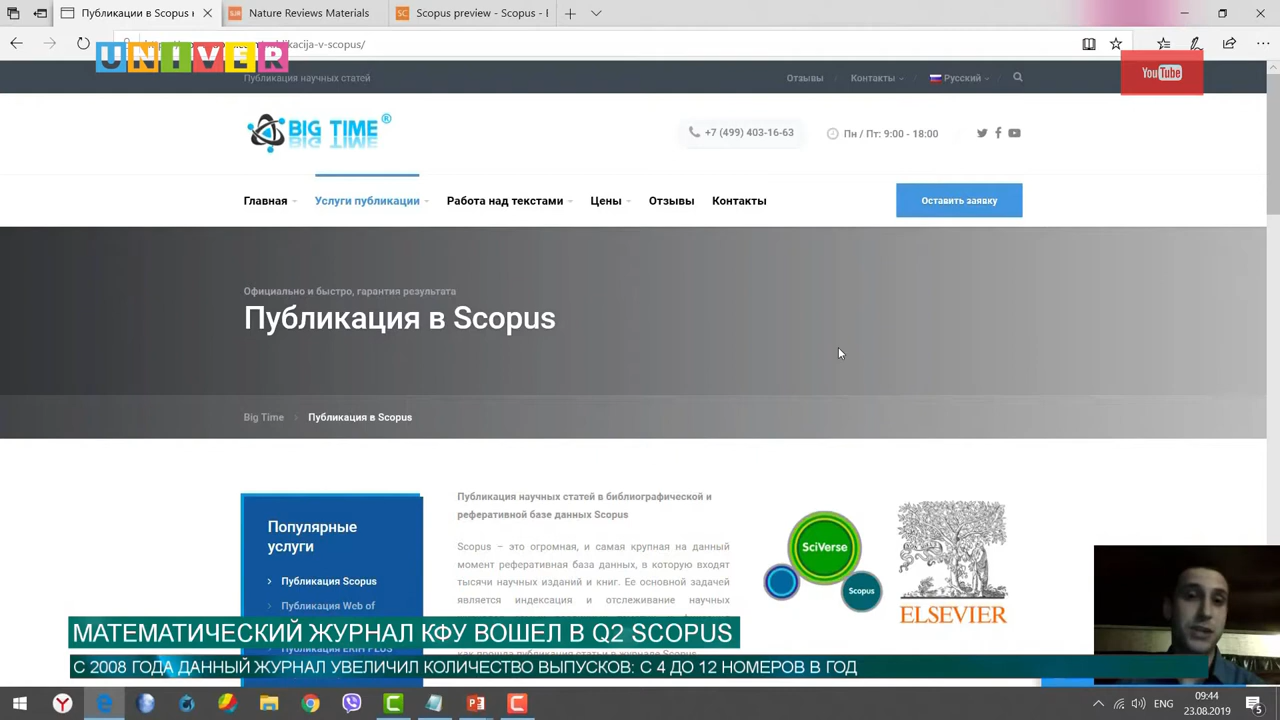 Публикации в Scopus
Nature Reviews Materials
Scopus preview - Scopus -
blikacija-v-scopus/
UNIVER
YouTube
Публикация научных статей
Отзывы
Контакты
Русский
BIG TIME®
+7 (499) 403-16-63
Пн / Пт: 9:00 - 18:00
Главная
Услуги публикации
Работа над текстами
Цены
Отзывы
Контакты
Оставить заявку
Официально и быстро, гарантия результата
Публикация в Scopus
Big Time
Публикация в Scopus
Популярные
услуги
Публикация Scopus
Публикация Web of
Публикация ERIH PLUS
Публикация научных статей в библиографической и
реферативной базе данных Scopus
Scopus – это огромная, и самая крупная на данный
момент реферативная база данных, в которую входят
тысячи научных изданий и книг. Ее основной задачей
является индексация и отслеживание научных
SciVerse
Scopus
ELSEVIER
МАТЕМАТИЧЕСКИЙ ЖУРНАЛ КФУ ВОШЕЛ В Q2 SCOPUS
С 2008 ГОДА ДАННЫЙ ЖУРНАЛ УВЕЛИЧИЛ КОЛИЧЕСТВО ВЫПУСКОВ: С 4 ДО 12 НОМЕРОВ В ГОД
ENG
09:44
23.08.2019